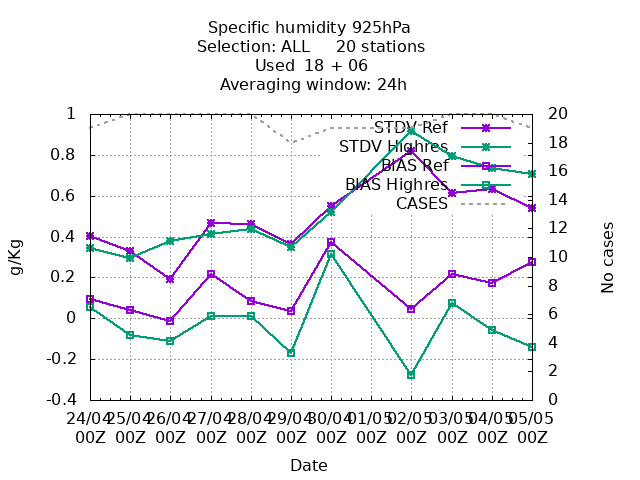 Specific humidity 925hPa
Selection: ALL 20 stations
Used 18 + 06
Averaging window: 24h
STDV Ref
STDV Highres
BIAS Ref
BIAS Highres
CASES
1
0.8
0.6
0.4
0.2
0
-0.2
-0.4
g/Kg
20
18
16
14
12
10
8
6
4
2
0
No cases
24/04 25/04 26/04 27/04 28/04 29/04 30/04 01/05 02/05 03/05 04/05 05/05
00Z 00Z 00Z 00Z 00Z 00Z 00Z 00Z 00Z 00Z 00Z 00Z
Date